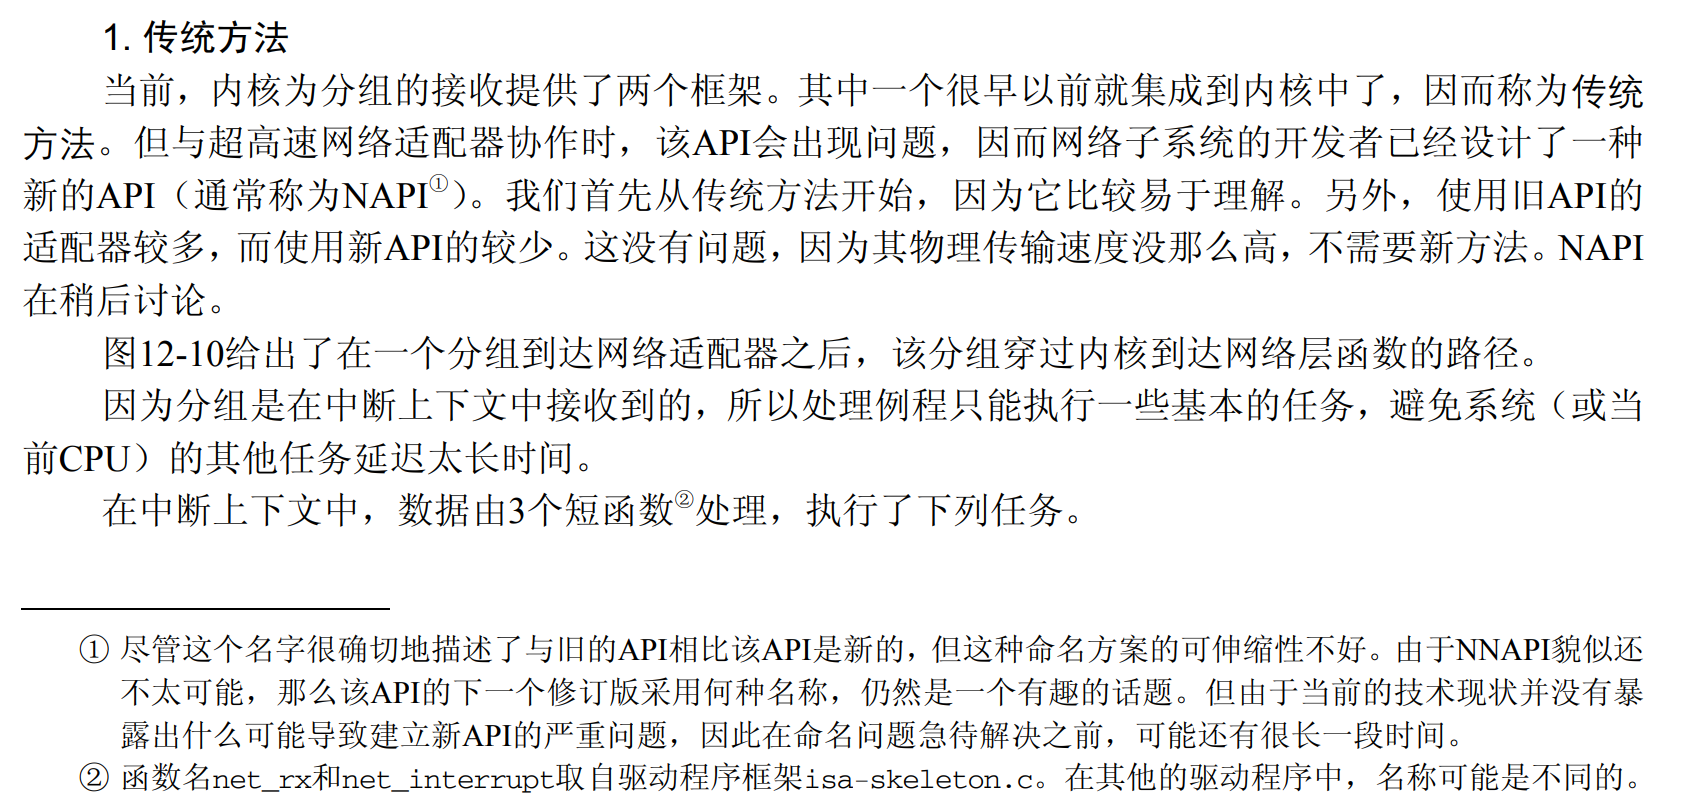 1. 传统方法
当前，内核为分组的接收提供了两个框架。其中一个很早以前就集成到内核中了，因而称为传统
方法。但与超高速网络适配器协作时，该API会出现问题，因而网络子系统的开发者已经设计了一种
新的API（通常称为NAPI①）。我们首先从传统方法开始，因为它比较易于理解。另外，使用旧API的
适配器较多，而使用新API的较少。这没有问题，因为其物理传输速度没那么高，不需要新方法。NAPI
在稍后讨论。
图12-10给出了在一个分组到达网络适配器之后，该分组穿过内核到达网络层函数的路径。
因为分组是在中断上下文中接收到的，所以处理例程只能执行一些基本的任务，避免系统（或当
前CPU）的其他任务延迟太长时间。
在中断上下文中，数据由3个短函数②处理，执行了下列任务。
① 尽管这个名字很确切地描述了与旧的API相比该API是新的，但这种命名方案的可伸缩性不好。由于NNAPI貌似还
不太可能，那么该API的下一个修订版采用何种名称，仍然是一个有趣的话题。但由于当前的技术现状并没有暴
露出什么可能导致建立新API的严重问题，因此在命名问题急待解决之前，可能还有很长一段时间。
② 函数名net_rx和net_interrupt取自驱动程序框架isa-skeleton.c。在其他的驱动程序中，名称可能是不同的。